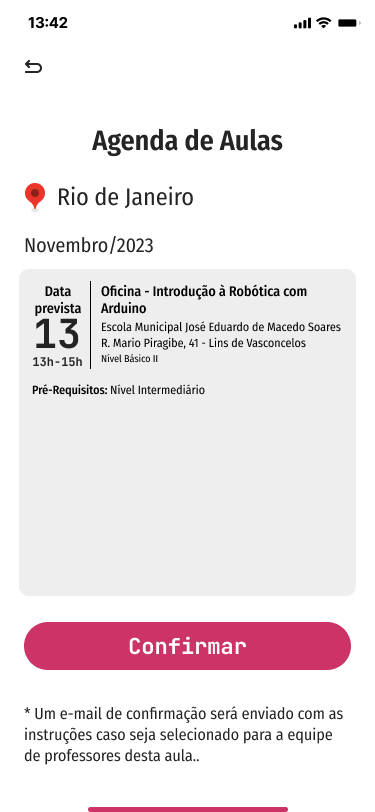 13:42
Agenda de Aulas
Rio de Janeiro
Novembro/2023
Data
prevista
13
13h-15h
Oficina - Introdução à Robótica com
Arduino
Escola Municipal José Eduardo de Macedo Soares
R. Mario Piragibe, 41 - Lins de Vasconcelos
Nível Básico II
Pré-Requisitos: Nível Intermediário
Confirmar
* Um e-mail de confirmação será enviado com as
instruções caso seja selecionado para a equipe
de professores desta aula..